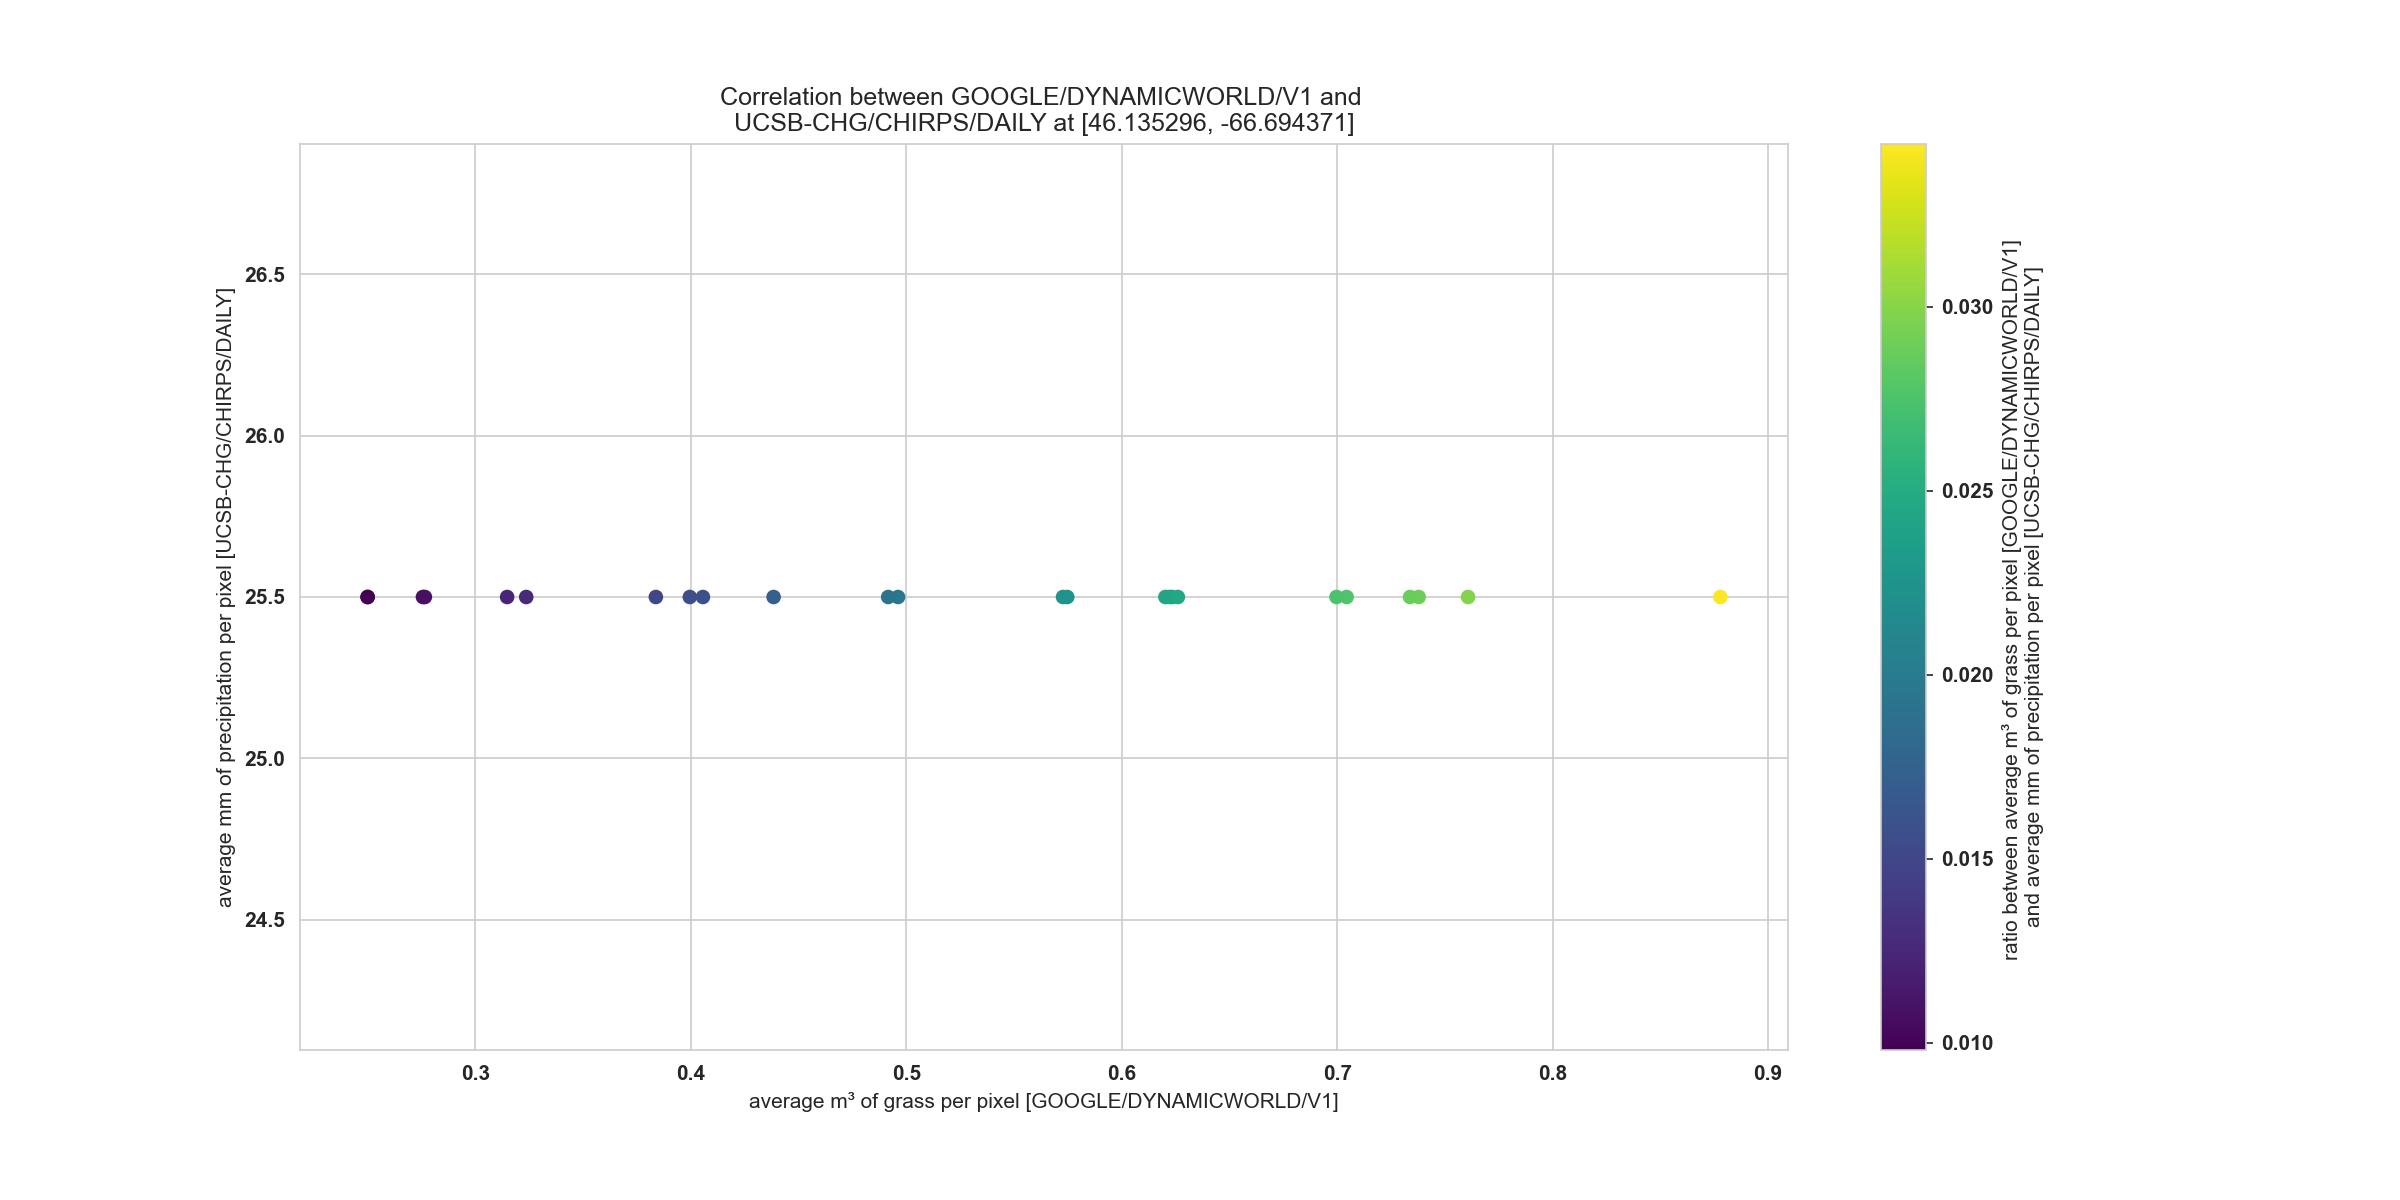 Correlation between GOOGLE/DYNAMICWORLD/V1 and
UCSB-CHG/CHIRPS/DAILY at [46.135296, -66.694371]
average mm of precipitation per pixel [UCSB-CHG/CHIRPS/DAILY]
26.5
26.0
25.5
25.0
24.5
0.3
0.4
0.5
0.6
0.7
0.8
0.9
average m³ of grass per pixel [GOOGLE/DYNAMICWORLD/V1]
0.030
0.025
0.020
0.015
0.010
ratio between average m³ of grass per pixel [GOOGLE/DYNAMICWORLD/V1]
and average mm of precipitation per pixel [UCSB-CHG/CHIRPS/DAILY]